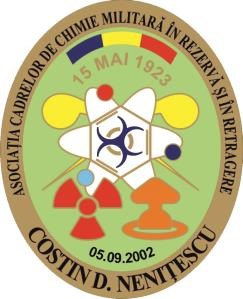 ASOCIAȚIA CADRELOR DE CHIMIE MILITARĂ ÎN REZERVĂ ȘI ÎN RETRAGERE
15 MAI 1923
05.09.2002
COSTIN D. NENIȚESCU